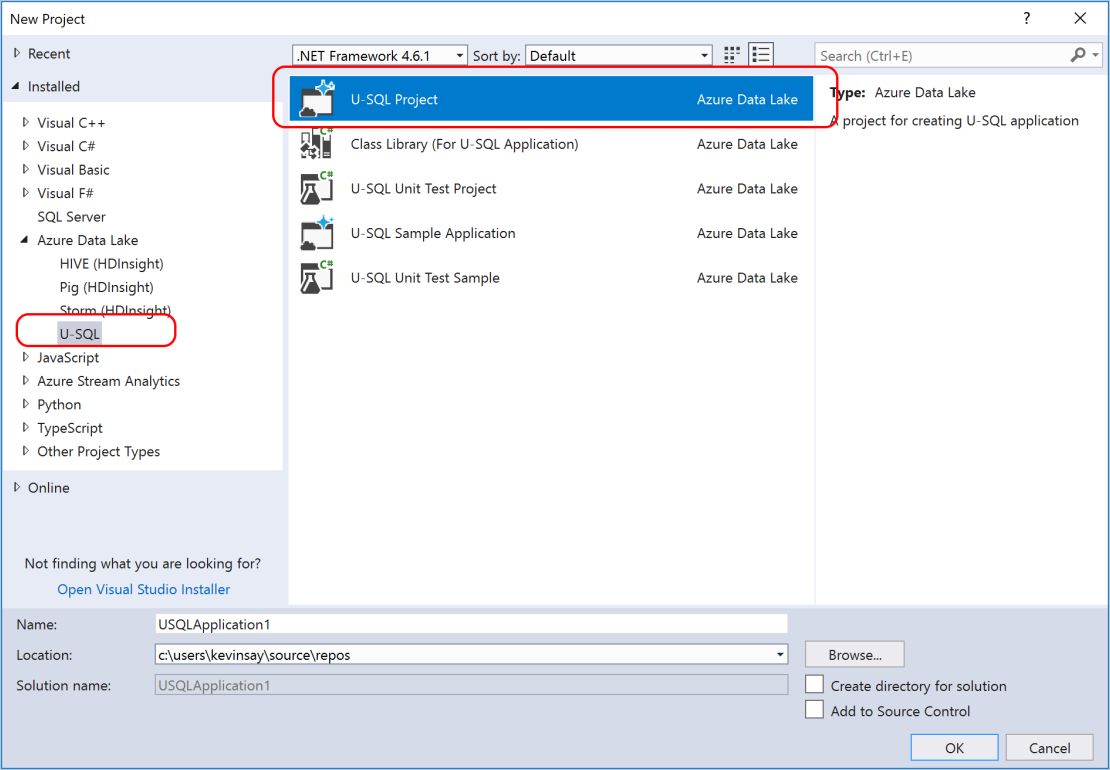 New Project
?
Recent
.NET Framework 4.6.1
Sort by:
Default
Search (Ctrl+E)
Installed
Visual C++
Visual C#
Visual Basic
Visual F#
SQL Server
Azure Data Lake
HIVE (HDInsight)
Pig (HDInsight)
Storm (HDInsight)
U-SQL
JavaScript
Azure Stream Analytics
Python
TypeScript
Other Project Types
Online
Not finding what you are looking for?
Open Visual Studio Installer
U-SQL Project Azure Data Lake
C# Class Library (For U-SQL Application) Azure Data Lake
C# U-SQL Unit Test Project Azure Data Lake
U-SQL Sample Application Azure Data Lake
C# U-SQL Unit Test Sample Azure Data Lake
Type: Azure Data Lake
A project for creating U-SQL application
Name: USQLApplication1
Location: c:\users\kevinsay\source\repos
Browse...
Solution name: USQLApplication1
Create directory for solution
Add to Source Control
OK
Cancel